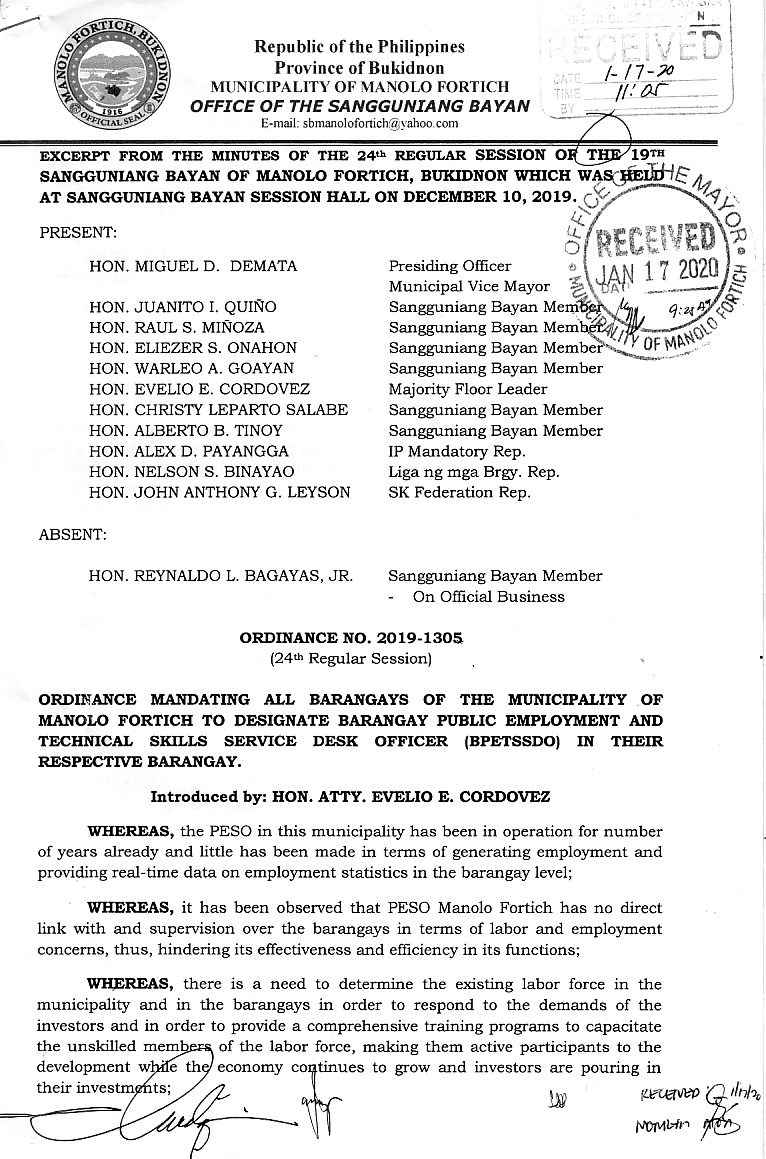 Republic of the Philippines
Province of Bukidnon
MUNICIPALITY OF MANOLO FORTICH
OFFICE OF THE SANGGUNIANG BAYAN
E-mail: sbmanolofortich@yahoo.com
MANOLO FORTICH, BUKIDNON
1916
OFFICIAL SEAL
N
RECEIVED
DATE 1-17-20
TIME 11:05
BY
EXCERPT FROM THE MINUTES OF THE 24th REGULAR SESSION OF THE 19TH
SANGGUNIANG BAYAN OF MANOLO FORTICH, BUKIDNON WHICH WAS HELD
AT SANGGUNIANG BAYAN SESSION HALL ON DECEMBER 10, 2019.
OFFICE OF THE MAYOR
RECEIVED
JAN 17 2020
DATE
MUNICIPALITY OF MANOLO FORTICH
PRESENT:
HON. MIGUEL D. DEMATA Presiding Officer
Municipal Vice Mayor
HON. JUANITO I. QUIÑO Sangguniang Bayan Member
HON. RAUL S. MIÑOZA Sangguniang Bayan Member
HON. ELIEZER S. ONAHON Sangguniang Bayan Member
HON. WARLEO A. GOAYAN Sangguniang Bayan Member
HON. EVELIO E. CORDOVEZ Majority Floor Leader
HON. CHRISTY LEPARTO SALABE Sangguniang Bayan Member
HON. ALBERTO B. TINOY Sangguniang Bayan Member
HON. ALEX D. PAYANGGA IP Mandatory Rep.
HON. NELSON S. BINAYAO Liga ng mga Brgy. Rep.
HON. JOHN ANTHONY G. LEYSON SK Federation Rep.
ABSENT:
HON. REYNALDO L. BAGAYAS, JR. Sangguniang Bayan Member
- On Official Business
ORDINANCE NO. 2019-1305
(24th Regular Session)
ORDINANCE MANDATING ALL BARANGAYS OF THE MUNICIPALITY OF
MANOLO FORTICH TO DESIGNATE BARANGAY PUBLIC EMPLOYMENT AND
TECHNICAL SKILLS SERVICE DESK OFFICER (BPETSSDO) IN THEIR
RESPECTIVE BARANGAY.
Introduced by: HON. ATTY. EVELIO E. CORDOVEZ
WHEREAS, the PESO in this municipality has been in operation for number
of years already and little has been made in terms of generating employment and
providing real-time data on employment statistics in the barangay level;
WHEREAS, it has been observed that PESO Manolo Fortich has no direct
link with and supervision over the barangays in terms of labor and employment
concerns, thus, hindering its effectiveness and efficiency in its functions;
WHEREAS, there is a need to determine the existing labor force in the
municipality and in the barangays in order to respond to the demands of the
investors and in order to provide a comprehensive training programs to capacitate
the unskilled members of the labor force, making them active participants to the
development while the economy continues to grow and investors are pouring in
their investments;
RECEIVED 1/17/20